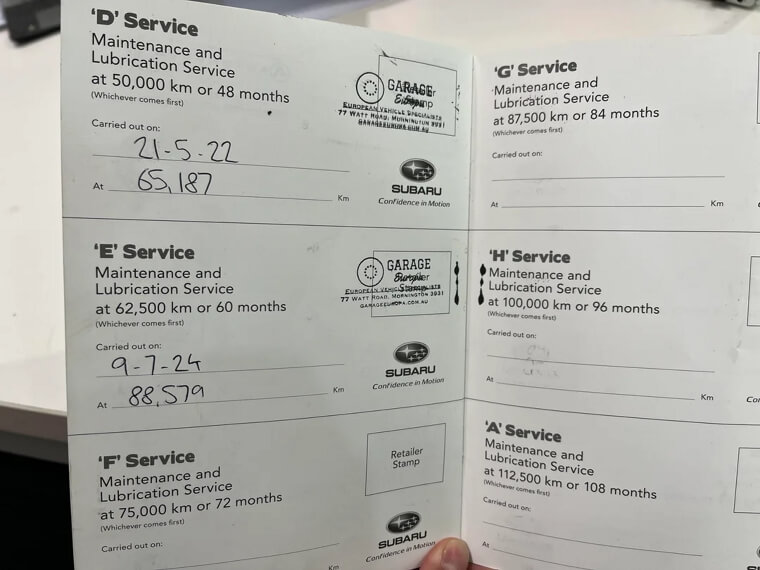 'D' Service
Maintenance and
Lubrication Service
at 50,000 km or 48 months
(Whichever comes first)
Carried out on:
21-5-22
At 65,187 Km
GARAGE
EUROPEAN VEHICLE SPECIALISTS
77 WATT ROAD, MORNINGTON 3931
GARAGEEUROPA.COM.AU
SUBARU
Confidence in Motion
'E' Service
Maintenance and
Lubrication Service
at 62,500 km or 60 months
(Whichever comes first)
Carried out on:
9-7-24
At 88,579 Km
GARAGE
EUROPEAN VEHICLE SPECIALISTS
77 WATT ROAD, MORNINGTON 3931
GARAGEEUROPA.COM.AU
SUBARU
Confidence in Motion
'F' Service
Maintenance and
Lubrication Service
at 75,000 km or 72 months
(Whichever comes first)
Carried out on:
Km
Retailer
Stamp
SUBARU
Confidence in Motion
'G' Service
Maintenance and
Lubrication Service
at 87,500 km or 84 months
(Whichever comes first)
Carried out on:
At Km
'H' Service
Maintenance and
Lubrication Service
at 100,000 km or 96 months
(Whichever comes first)
Carried out on:
At Km
'A' Service
Maintenance and
Lubrication Service
at 112,500 km or 108 months
(Whichever comes first)
Carried out on:
At Km